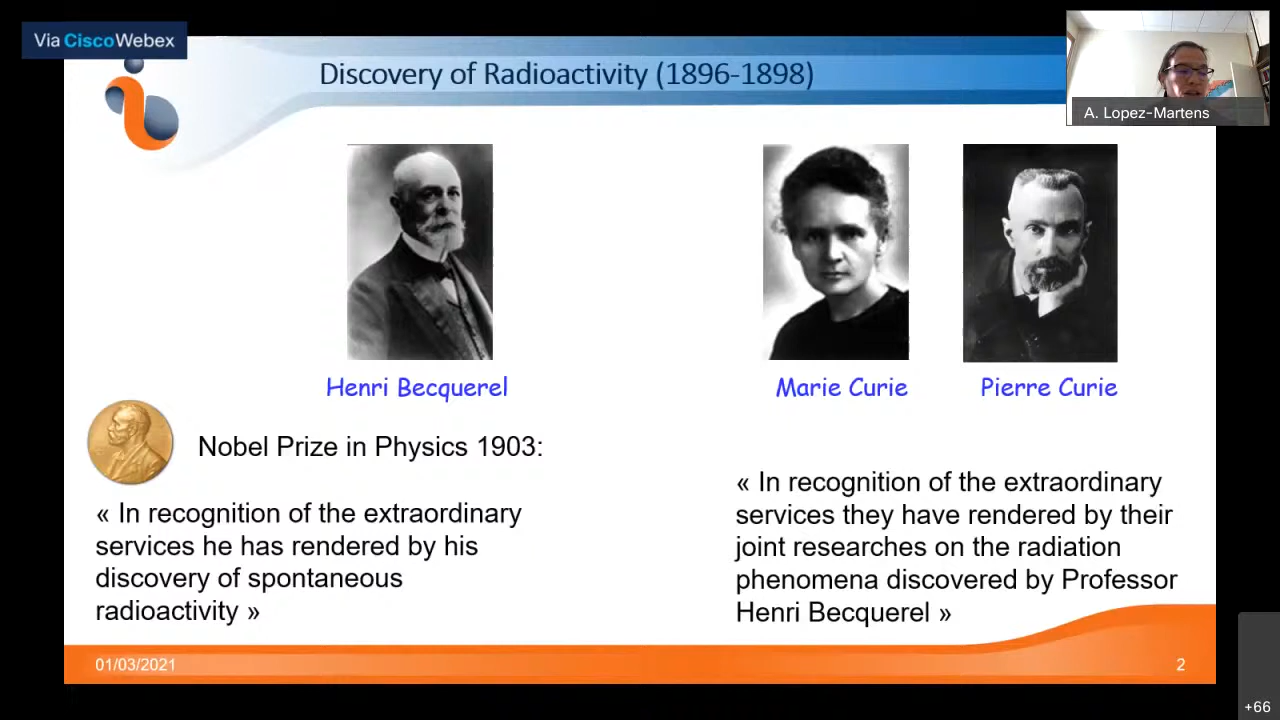 Via Cisco Webex
Discovery of Radioactivity (1896-1898)
A. Lopez-Martens
Henri Becquerel
Marie Curie
Pierre Curie
Nobel Prize in Physics 1903:
« In recognition of the extraordinary
services he has rendered by his
discovery of spontaneous
radioactivity »
« In recognition of the extraordinary
services they have rendered by their
joint researches on the radiation
phenomena discovered by Professor
Henri Becquerel »
01/03/2021
2
+66